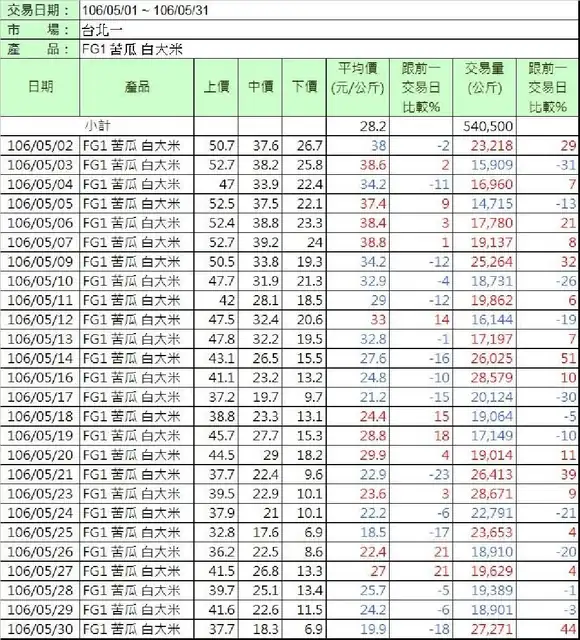 交易日期： 106/05/01 ~ 106/05/31
市　場： 台北一
產　品： FG1 苦瓜 白大米
日期 產品 上價 中價 下價 平均價(元/公斤) 跟前一交易日比較% 交易量(公斤) 跟前一交易日比較%
小計 28.2 540,500
106/05/02 FG1 苦瓜 白大米 50.7 37.6 26.7 38 -2 23,218 29
106/05/03 FG1 苦瓜 白大米 52.7 38.2 25.8 38.6 2 15,909 -31
106/05/04 FG1 苦瓜 白大米 47 33.9 22.4 34.2 -11 16,960 7
106/05/05 FG1 苦瓜 白大米 52.5 37.5 22.1 37.4 9 14,715 -13
106/05/06 FG1 苦瓜 白大米 52.4 38.8 23.3 38.4 3 17,780 21
106/05/07 FG1 苦瓜 白大米 52.7 39.2 24 38.8 1 19,137 8
106/05/09 FG1 苦瓜 白大米 50.5 33.8 19.3 34.2 -12 25,264 32
106/05/10 FG1 苦瓜 白大米 47.7 31.9 21.3 32.9 -4 18,731 -26
106/05/11 FG1 苦瓜 白大米 42 28.1 18.5 29 -12 19,862 6
106/05/12 FG1 苦瓜 白大米 47.5 32.4 20.6 33 14 16,144 -19
106/05/13 FG1 苦瓜 白大米 47.8 32.2 19.5 32.8 -1 17,197 7
106/05/14 FG1 苦瓜 白大米 43.1 26.5 15.5 27.6 -16 26,025 51
106/05/16 FG1 苦瓜 白大米 41.1 23.2 13.2 24.8 -10 28,579 10
106/05/17 FG1 苦瓜 白大米 37.2 19.7 9.7 21.2 -15 20,124 -30
106/05/18 FG1 苦瓜 白大米 38.8 23.3 13.1 24.4 15 19,064 -5
106/05/19 FG1 苦瓜 白大米 45.7 27.7 15.3 28.8 18 17,149 -10
106/05/20 FG1 苦瓜 白大米 44.5 29 18.2 29.9 4 19,014 11
106/05/21 FG1 苦瓜 白大米 37.7 22.4 9.6 22.9 -23 26,413 39
106/05/23 FG1 苦瓜 白大米 39.5 22.9 10.1 23.6 3 28,671 9
106/05/24 FG1 苦瓜 白大米 37.9 21 10.1 22.2 -6 22,791 -21
106/05/25 FG1 苦瓜 白大米 32.8 17.6 6.9 18.5 -17 23,653 4
106/05/26 FG1 苦瓜 白大米 36.2 22.5 8.6 22.4 21 18,910 -20
106/05/27 FG1 苦瓜 白大米 41.5 26.8 13.3 27 21 19,629 4
106/05/28 FG1 苦瓜 白大米 39.7 25.1 13.4 25.7 -5 19,389 -1
106/05/29 FG1 苦瓜 白大米 41.6 22.6 11.5 24.2 -6 18,901 -3
106/05/30 FG1 苦瓜 白大米 37.7 18.3 6.9 19.9 -18 27,271 44